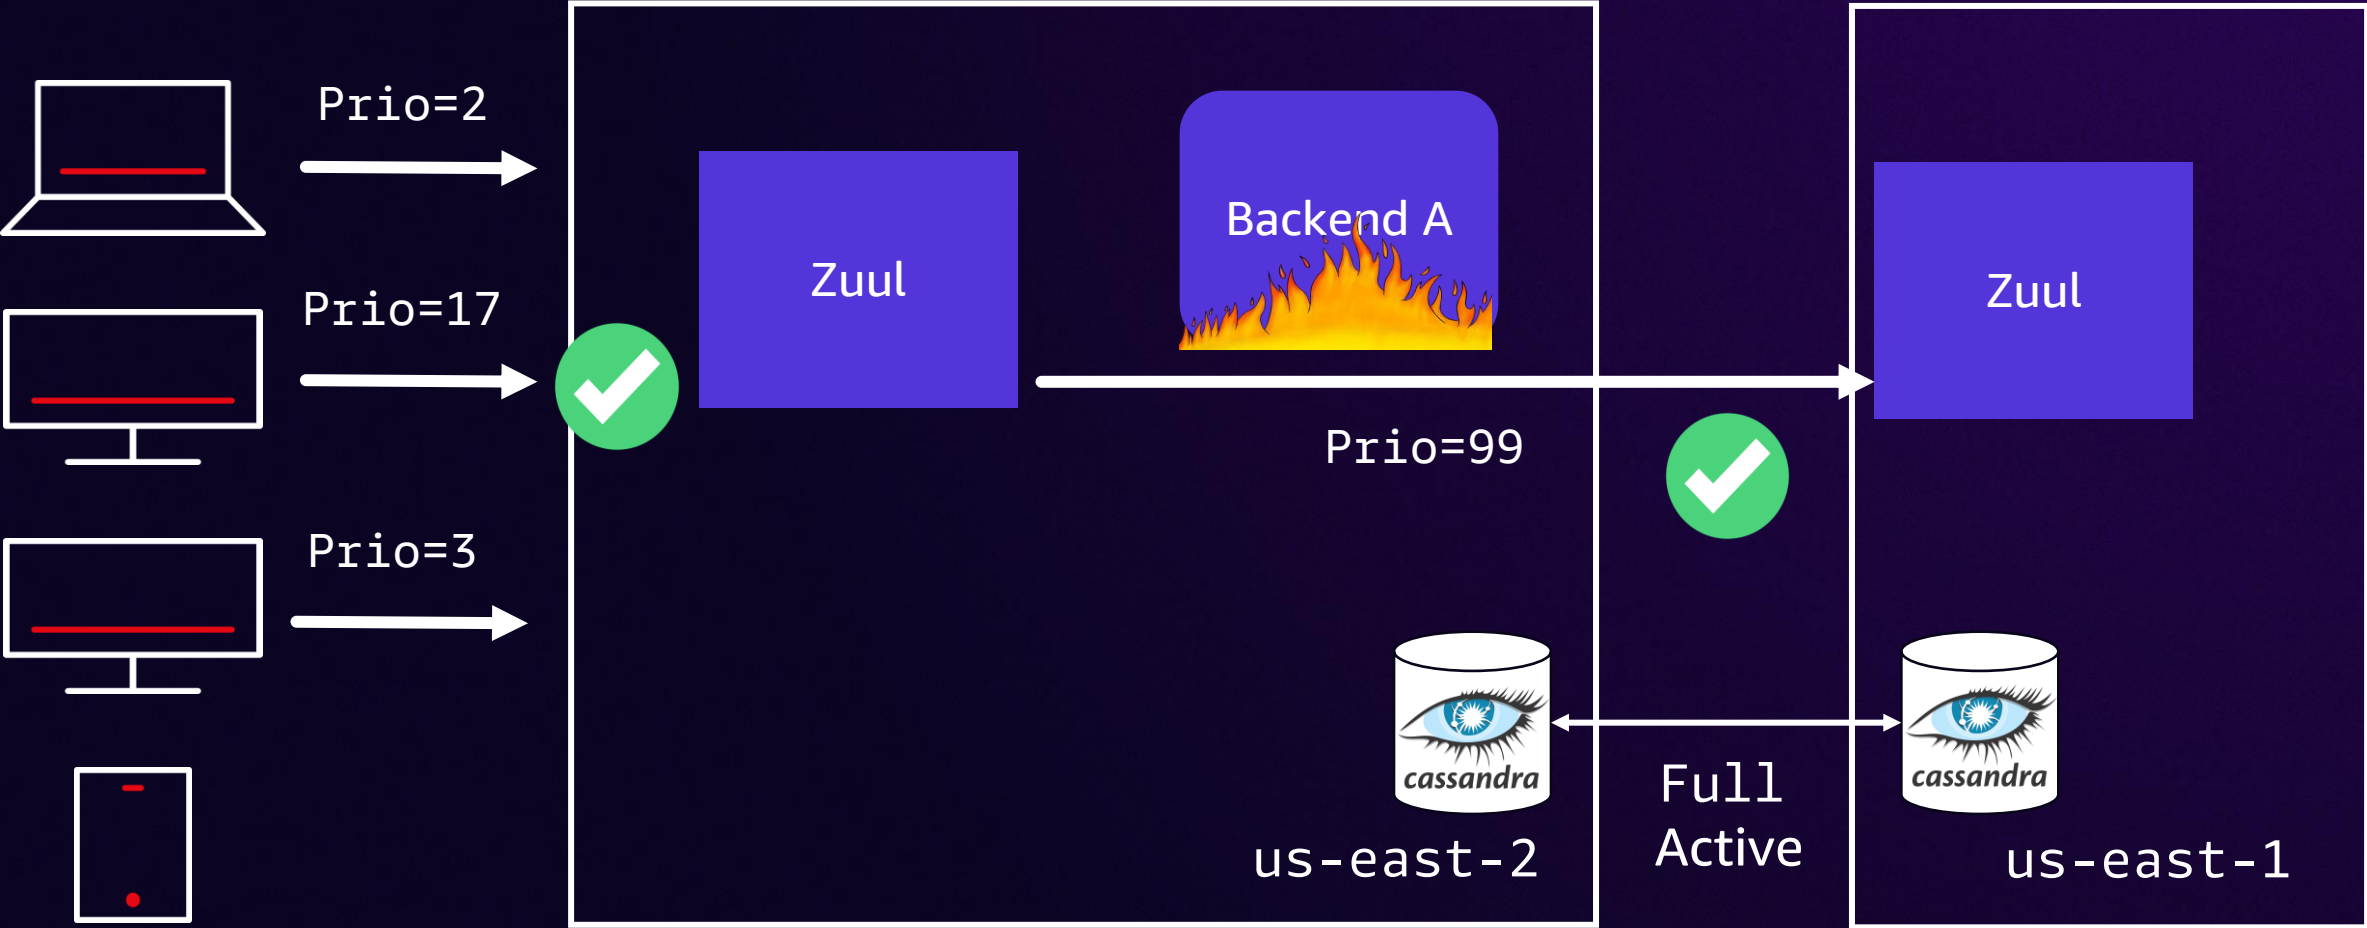 Prio=2
Prio=17
Prio=3
Zuul
Backend A
Prio=99
Zuul
cassandra
us-east-2
Full
Active
cassandra
us-east-1